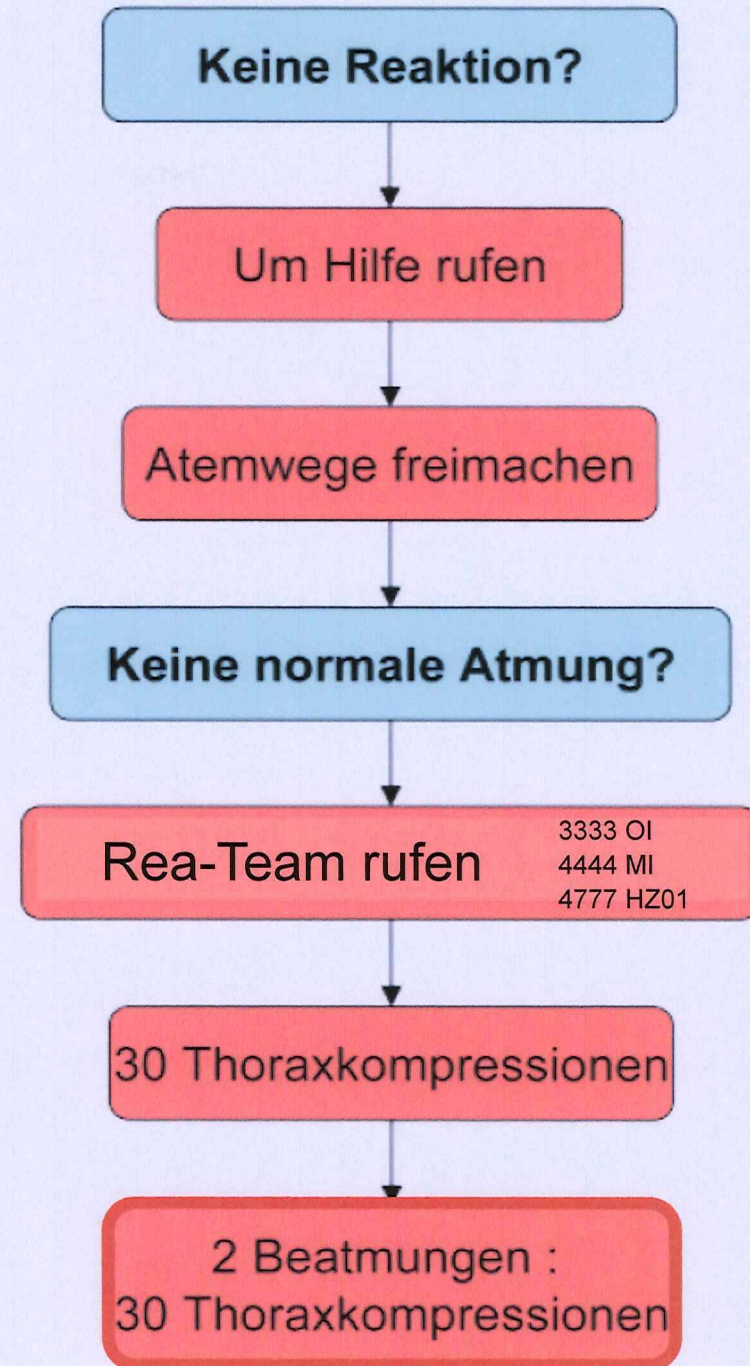 Keine Reaktion?
Um Hilfe rufen
Atemwege freimachen
Keine normale Atmung?
Rea-Team rufen
3333 OI
4444 MI
4777 HZ01
30 Thoraxkompressionen
2 Beatmungen :
30 Thoraxkompressionen